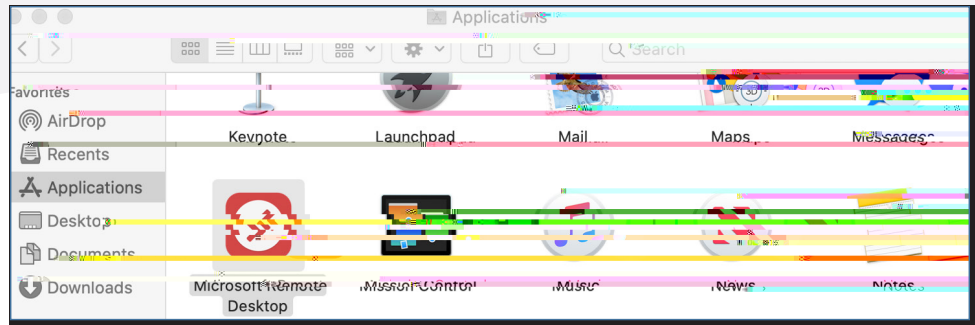 Applications
Search
Favorites
AirDrop
Recents
Applications
Desktop
Documents
Downloads
Keynote
Launchpad
Mail
Maps
Messages
Microsoft Remote
Desktop
Mission Control
Music
News
Notes